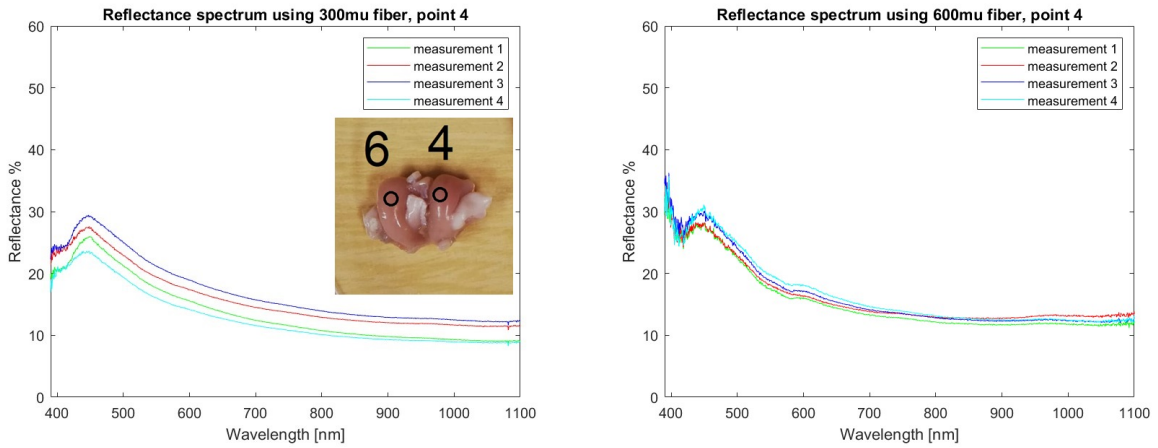 Reflectance spectrum using 300mu fiber, point 4
60
50
40
30
20
10
0
Reflectance %
400 500 600 700 800 900 1000 1100
Wavelength [nm]
measurement 1
measurement 2
measurement 3
measurement 4
6 4
Reflectance spectrum using 600mu fiber, point 4
60
50
40
30
20
10
0
Reflectance %
400 500 600 700 800 900 1000 1100
Wavelength [nm]
measurement 1
measurement 2
measurement 3
measurement 4